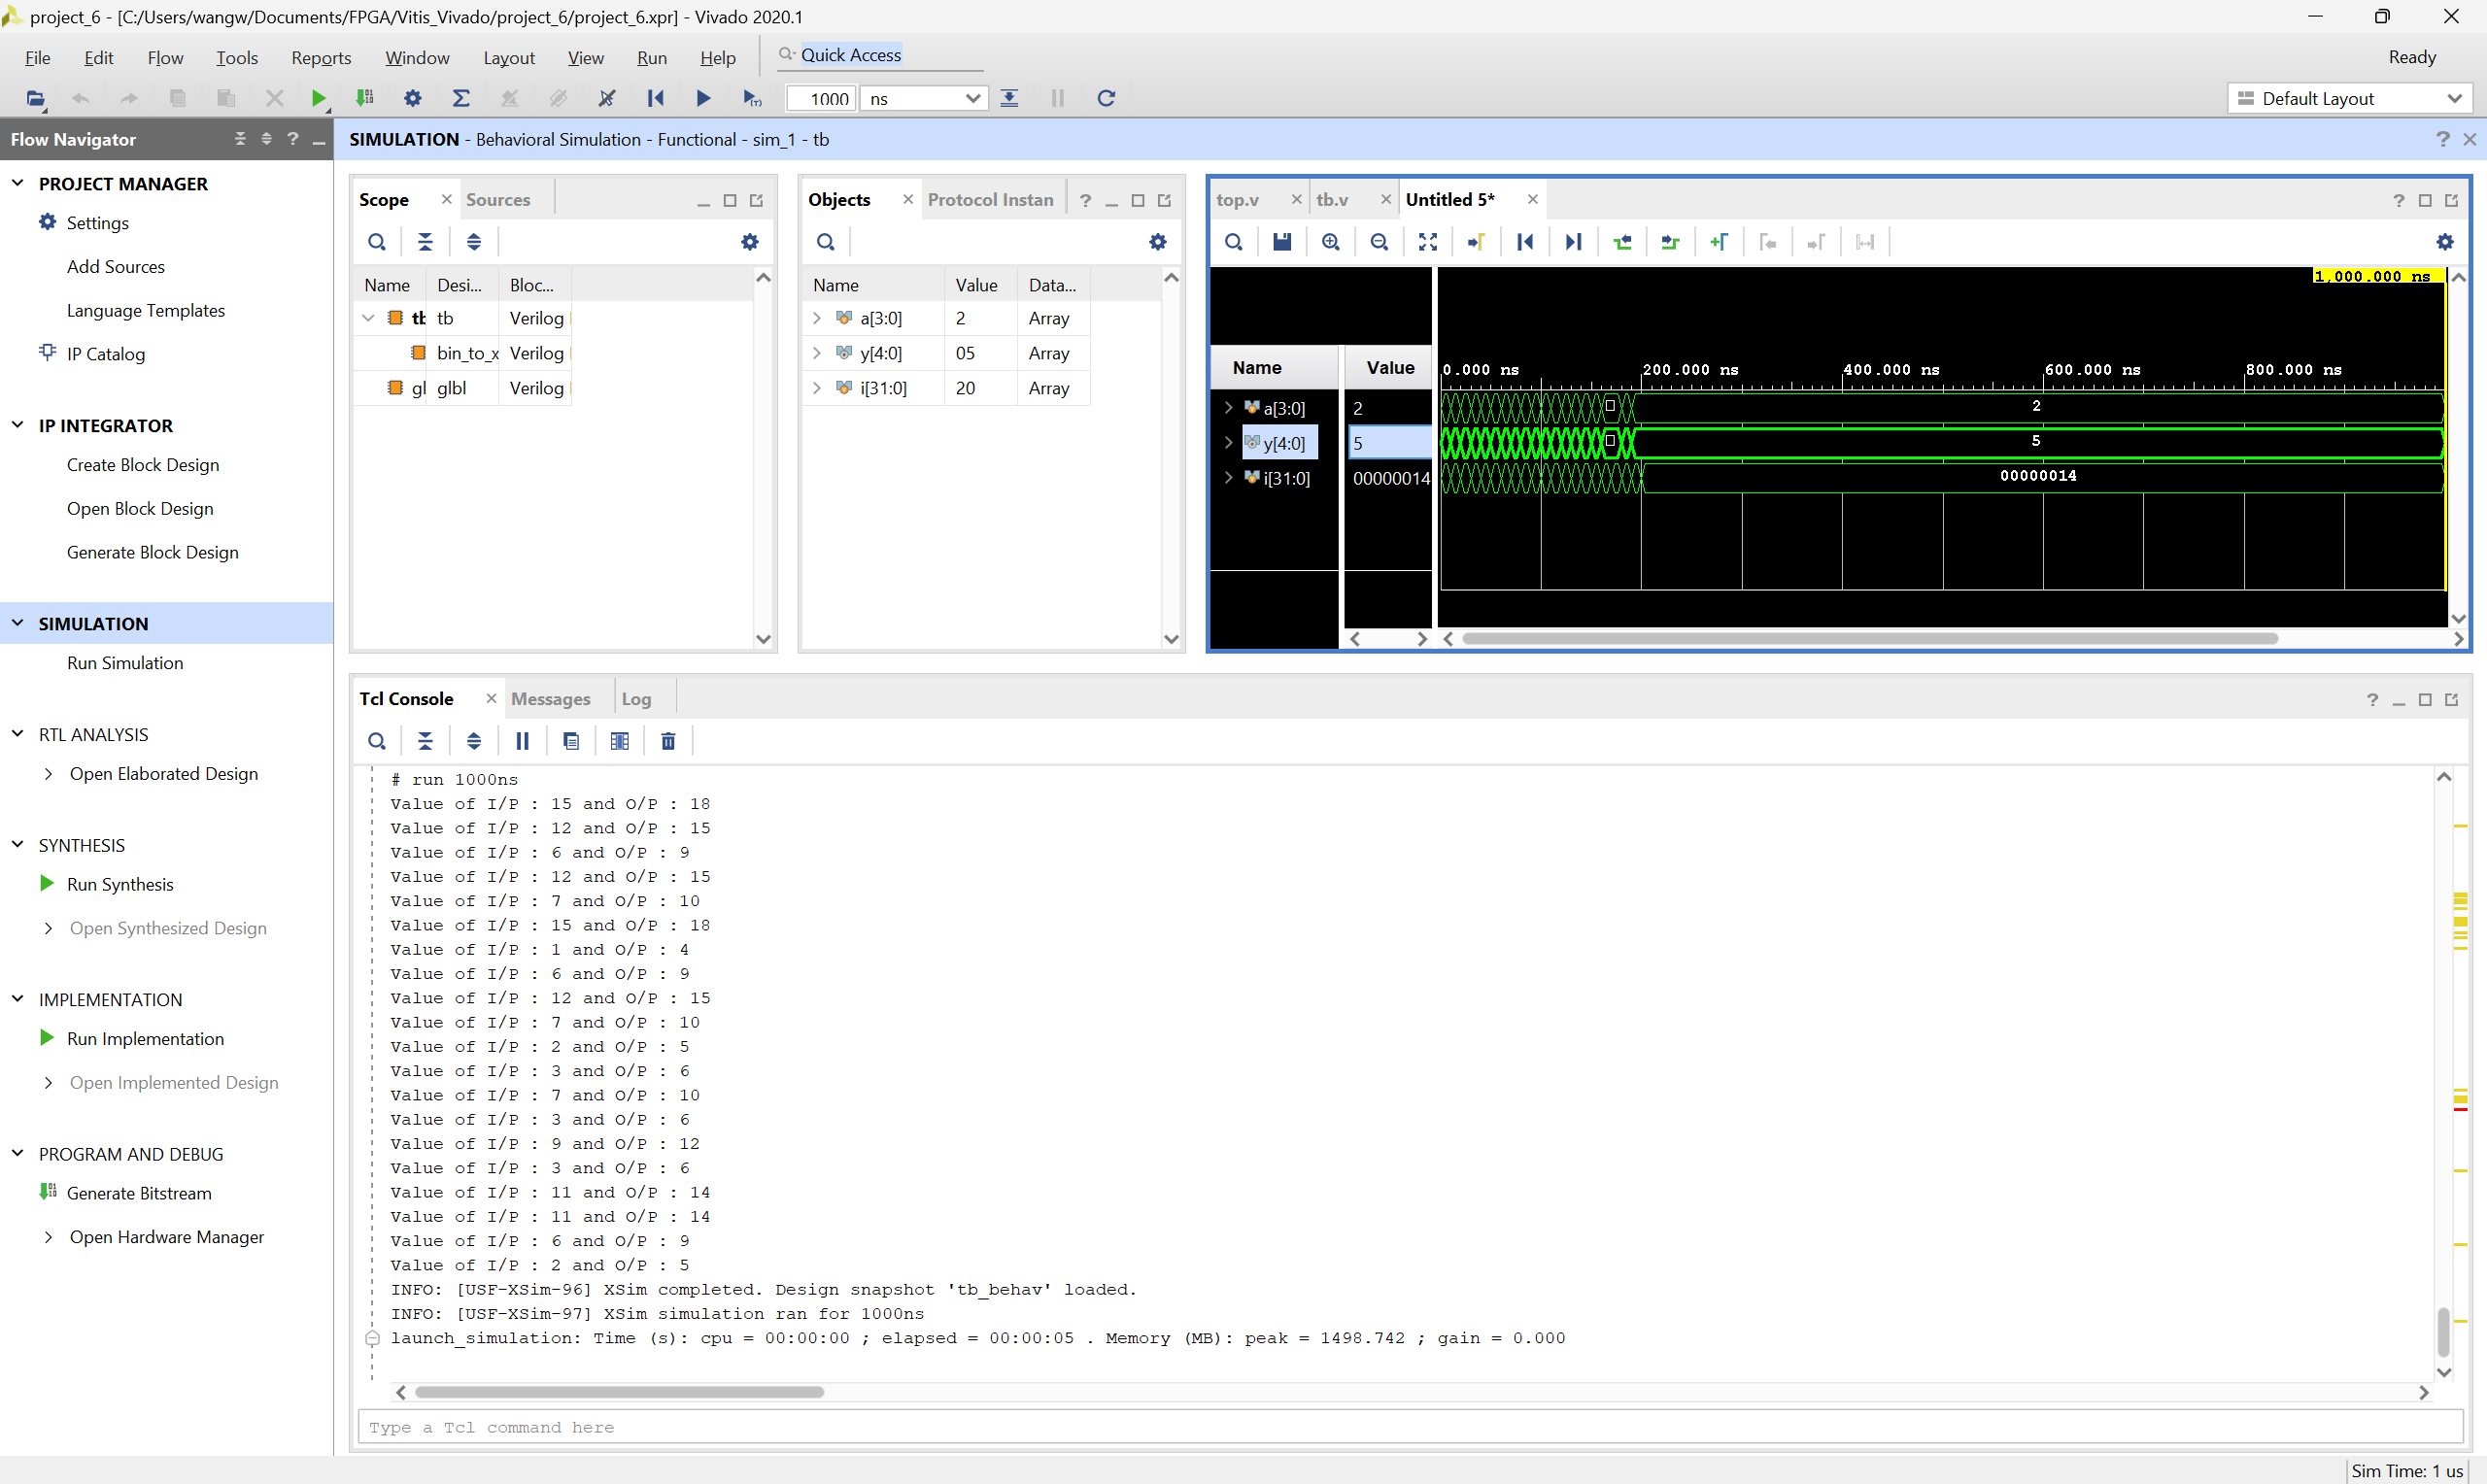 project_6 - [C:/Users/wangw/Documents/FPGA/Vitis_Vivado/project_6/project_6.xpr] - Vivado 2020.1
File Edit Flow Tools Reports Window Layout View Run Help Quick Access Ready
1000 ns Default Layout
Flow Navigator
SIMULATION - Behavioral Simulation - Functional - sim_1 - tb
PROJECT MANAGER
Settings
Add Sources
Language Templates
IP Catalog
IP INTEGRATOR
Create Block Design
Open Block Design
Generate Block Design
SIMULATION
Run Simulation
RTL ANALYSIS
Open Elaborated Design
SYNTHESIS
Run Synthesis
Open Synthesized Design
IMPLEMENTATION
Run Implementation
Open Implemented Design
PROGRAM AND DEBUG
Generate Bitstream
Open Hardware Manager
Scope Sources
Name Desi... Bloc...
tb tb Verilog
bin_to_x Verilog
gl glbl Verilog
Objects Protocol Instan
Name Value Data...
a[3:0] 2 Array
y[4:0] 05 Array
i[31:0] 20 Array
top.v tb.v Untitled 5*
1,000.000 ns
Name Value 0.000 ns 200.000 ns 400.000 ns 600.000 ns 800.000 ns
a[3:0] 2 2
y[4:0] 5 5
i[31:0] 00000014 00000014
Tcl Console Messages Log
# run 1000ns
Value of I/P : 15 and O/P : 18
Value of I/P : 12 and O/P : 15
Value of I/P : 6 and O/P : 9
Value of I/P : 12 and O/P : 15
Value of I/P : 7 and O/P : 10
Value of I/P : 15 and O/P : 18
Value of I/P : 1 and O/P : 4
Value of I/P : 6 and O/P : 9
Value of I/P : 12 and O/P : 15
Value of I/P : 7 and O/P : 10
Value of I/P : 2 and O/P : 5
Value of I/P : 3 and O/P : 6
Value of I/P : 7 and O/P : 10
Value of I/P : 3 and O/P : 6
Value of I/P : 9 and O/P : 12
Value of I/P : 3 and O/P : 6
Value of I/P : 11 and O/P : 14
Value of I/P : 11 and O/P : 14
Value of I/P : 6 and O/P : 9
Value of I/P : 2 and O/P : 5
INFO: [USF-XSim-96] XSim completed. Design snapshot 'tb_behav' loaded.
INFO: [USF-XSim-97] XSim simulation ran for 1000ns
launch_simulation: Time (s): cpu = 00:00:00 ; elapsed = 00:00:05 . Memory (MB): peak = 1498.742 ; gain = 0.000
Type a Tcl command here
Sim Time: 1 us